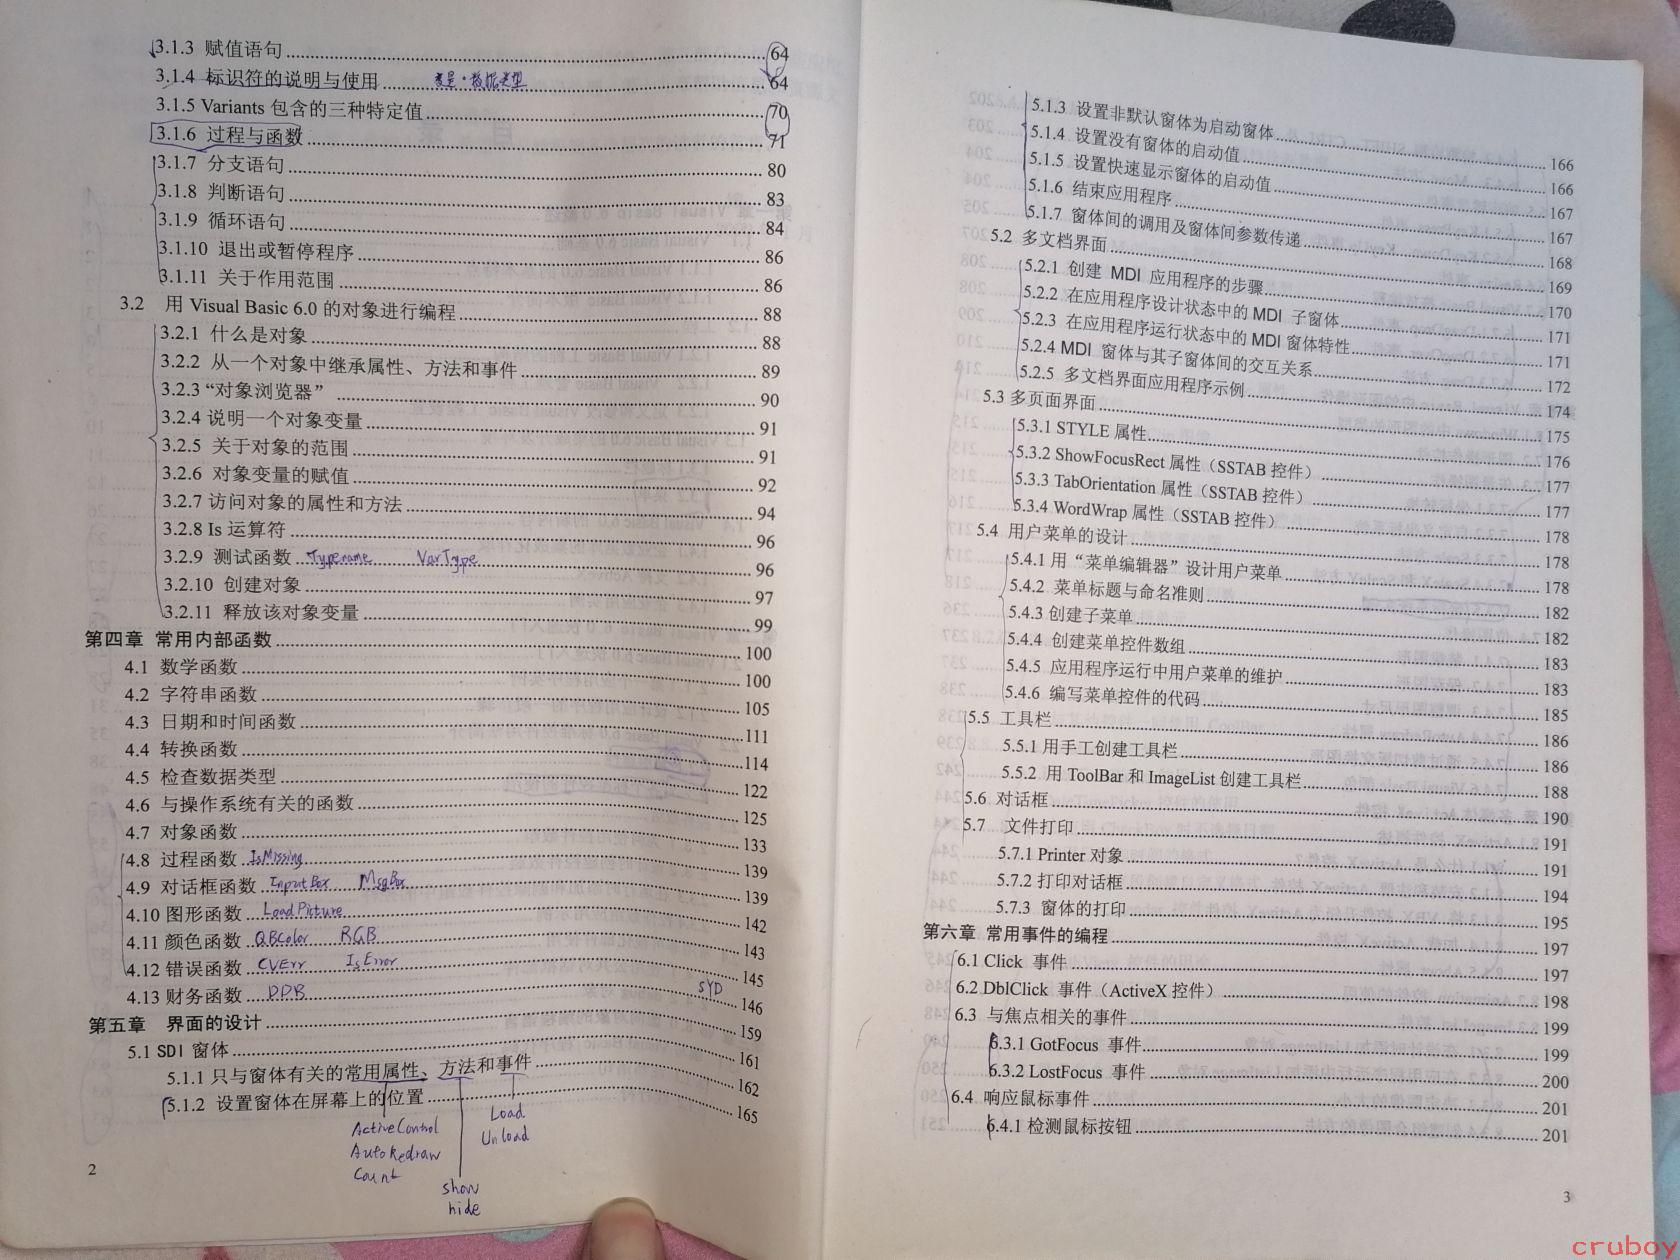 3.1.3 赋值语句 64
3.1.4 标识符的说明与使用 变量·数据类型 64
3.1.5 Variants 包含的三种特定值 70
3.1.6 过程与函数 71
3.1.7 分支语句 80
3.1.8 判断语句 83
3.1.9 循环语句 84
3.1.10 退出或暂停程序 86
3.1.11 关于作用范围 86
3.2 用 Visual Basic 6.0 的对象进行编程 88
3.2.1 什么是对象 88
3.2.2 从一个对象中继承属性、方法和事件 89
3.2.3 “对象浏览器” 90
3.2.4 说明一个对象变量 91
3.2.5 关于对象的范围 91
3.2.6 对象变量的赋值 92
3.2.7 访问对象的属性和方法 94
3.2.8 Is 运算符 96
3.2.9 测试函数 Typename VarType 96
3.2.10 创建对象 97
3.2.11 释放该对象变量 99
第四章 常用内部函数 100
4.1 数学函数 100
4.2 字符串函数 105
4.3 日期和时间函数 111
4.4 转换函数 114
4.5 检查数据类型 122
4.6 与操作系统有关的函数 125
4.7 对象函数 133
4.8 过程函数 IsMissing 139
4.9 对话框函数 InputBox MsgBox 139
4.10 图形函数 LoadPicture 142
4.11 颜色函数 QBColor RGB 143
4.12 错误函数 CVErr IsError 145
4.13 财务函数 DDB SYD 146
第五章 界面的设计 159
5.1 SDI 窗体 161
5.1.1 只与窗体有关的常用属性、方法和事件 162
5.1.2 设置窗体在屏幕上的位置 165
ActiveControl
AutoRedraw
Count
show
hide
Load
Unload
2
5.1.3 设置非默认窗体为启动窗体 166
5.1.4 设置没有窗体的启动值 166
5.1.5 设置快速显示窗体的启动值 167
5.1.6 结束应用程序 167
5.1.7 窗体间的调用及窗体间参数传递 168
5.2 多文档界面 169
5.2.1 创建 MDI 应用程序的步骤 170
5.2.2 在应用程序设计状态中的 MDI 子窗体 171
5.2.3 在应用程序运行状态中的 MDI 窗体特性 171
5.2.4 MDI 窗体与其子窗体间的交互关系 172
5.2.5 多文档界面应用程序示例 174
5.3 多页面界面 175
5.3.1 STYLE 属性 176
5.3.2 ShowFocusRect 属性（SSTAB 控件） 177
5.3.3 TabOrientation 属性（SSTAB 控件） 177
5.3.4 WordWrap 属性（SSTAB 控件） 178
5.4 用户菜单的设计 178
5.4.1 用“菜单编辑器”设计用户菜单 178
5.4.2 菜单标题与命名准则 182
5.4.3 创建子菜单 182
5.4.4 创建菜单控件数组 183
5.4.5 应用程序运行中用户菜单的维护 183
5.4.6 编写菜单控件的代码 185
5.5 工具栏 186
5.5.1 用手工创建工具栏 186
5.5.2 用 ToolBar 和 ImageList 创建工具栏 188
5.6 对话框 190
5.7 文件打印 191
5.7.1 Printer 对象 191
5.7.2 打印对话框 194
5.7.3 窗体的打印 195
第六章 常用事件的编程 197
6.1 Click 事件 197
6.2 DblClick 事件（ActiveX 控件） 198
6.3 与焦点相关的事件 199
6.3.1 GotFocus 事件 199
6.3.2 LostFocus 事件 200
6.4 响应鼠标事件 201
6.4.1 检测鼠标按钮 201
3
cruboy